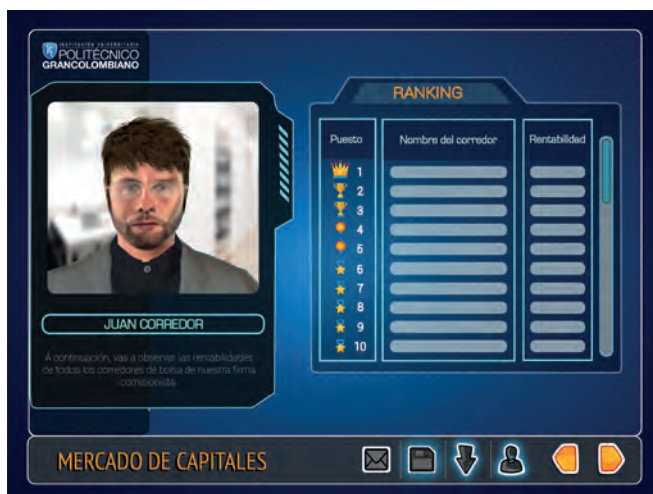 INSTITUCIÓN UNIVERSITARIA
POLITÉCNICO
GRANCOLOMBIANO
JUAN CORREDOR
A continuación, vas a observar las rentabilidades
de todos los corredores de bolsa de nuestra firma
comisionista.
RANKING
Puesto Nombre del corredor Rentabilidad
1
2
3
4
5
6
7
8
9
10
MERCADO DE CAPITALES